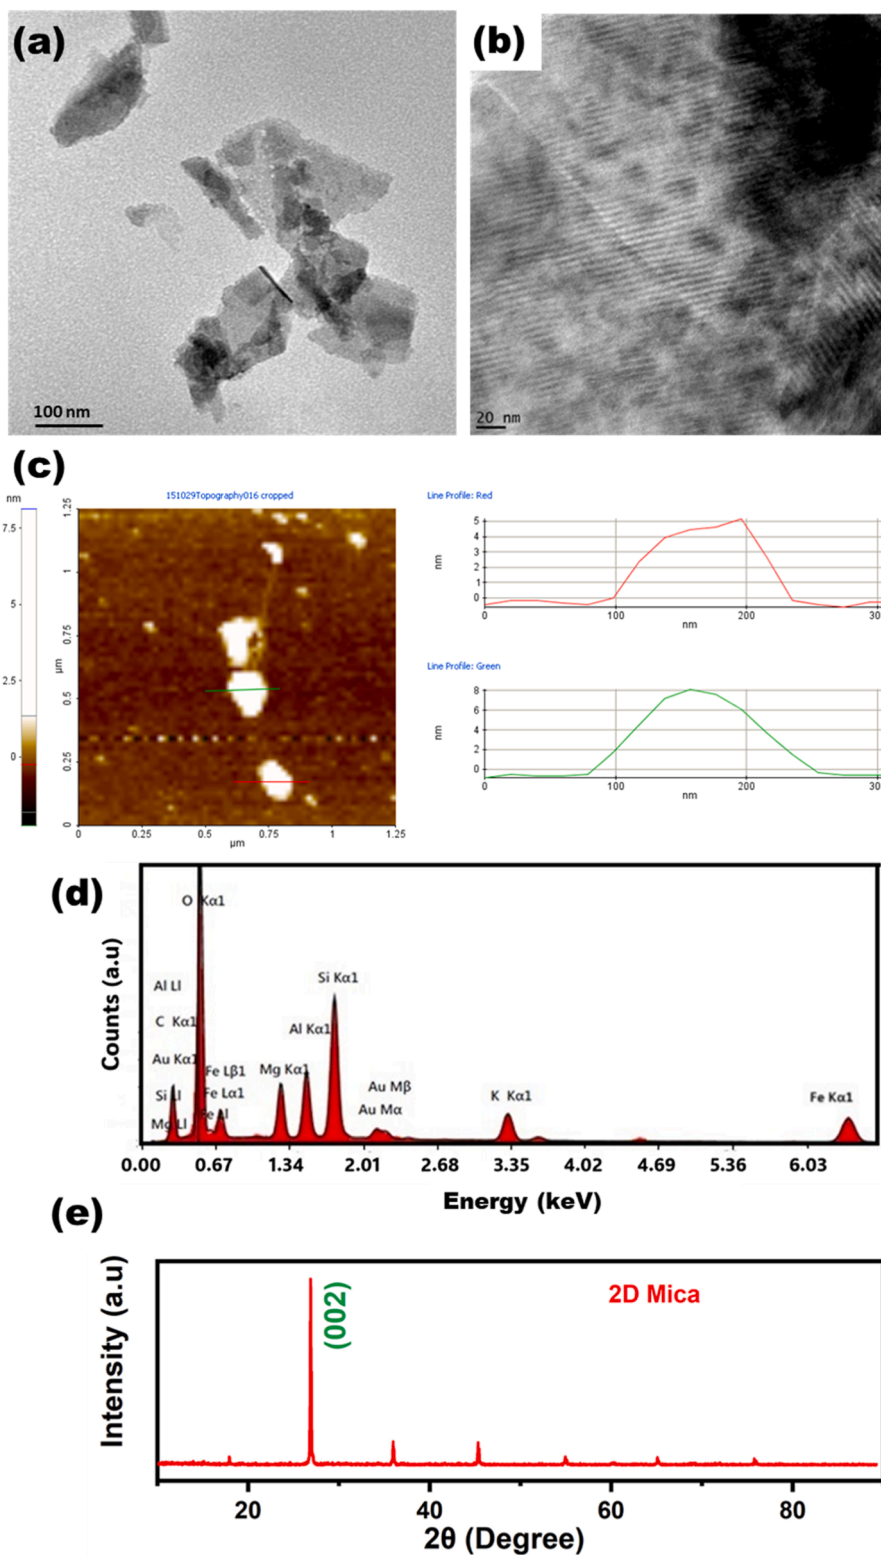 (a)
100 nm
(b)
20 nm
(c)
nm
7.5
5
2.5
0
151029Topography016 cropped
1.25
1
0.75
µm
0.5
0.25
0
0 0.25 0.5 0.75 1 1.25
µm
Line Profile: Red
5
4
3
2
1
0
nm
0 100 200 30
nm
Line Profile: Green
8
6
4
2
0
nm
0 100 200 30
nm
(d)
Counts (a.u)
O Kα1
Al Ll
C Kα1
Au Kα1
Si Ll
Mg Ll
Fe Lβ1
Fe Lα1
Fe Ll
Mg Kα1
Al Kα1
Si Kα1
Au Mβ
Au Mα
K Kα1
Fe Kα1
0.00 0.67 1.34 2.01 2.68 3.35 4.02 4.69 5.36 6.03
Energy (keV)
(e)
Intensity (a.u)
(002)
2D Mica
20 40 60 80
2θ (Degree)